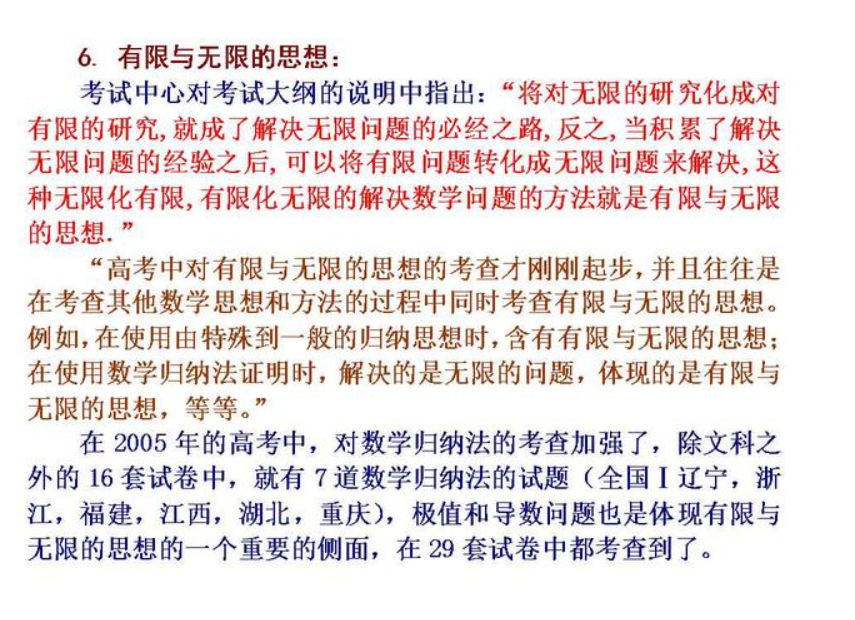 6. 有限与无限的思想：
考试中心对考试大纲的说明中指出：“将对无限的研究化成对
有限的研究,就成了解决无限问题的必经之路,反之,当积累了解决
无限问题的经验之后,可以将有限问题转化成无限问题来解决,这
种无限化有限,有限化无限的解决数学问题的方法就是有限与无限
的思想.”
“高考中对有限与无限的思想的考查才刚刚起步,并且往往是
在考查其他数学思想和方法的过程中同时考查有限与无限的思想。
例如,在使用由特殊到一般的归纳思想时,含有有限与无限的思想；
在使用数学归纳法证明时，解决的是无限的问题，体现的是有限与
无限的思想，等等。”
在 2005 年的高考中，对数学归纳法的考查加强了，除文科之
外的 16 套试卷中，就有 7 道数学归纳法的试题（全国Ⅰ辽宁，浙
江，福建，江西，湖北，重庆），极值和导数问题也是体现有限与
无限的思想的一个重要的侧面，在 29 套试卷中都考查到了。